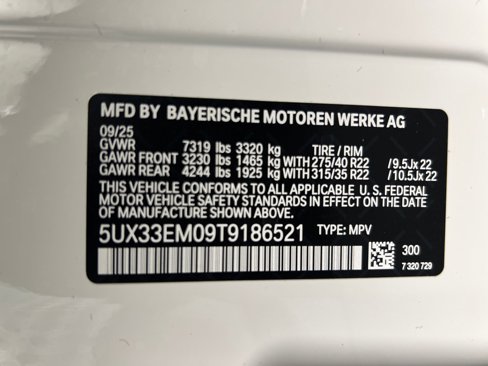 MFD BY BAYERISCHE MOTOREN WERKE AG
09/25
GVWR 7319 lbs 3320 kg TIRE / RIM
GAWR FRONT 3230 lbs 1465 kg WITH 275/40 R22 /9.5Jx 22
GAWR REAR 4244 lbs 1925 kg WITH 315/35 R22 /10.5Jx 22
THIS VEHICLE CONFORMS TO ALL APPLICABLE U. S. FEDERAL
MOTOR VEHICLE SAFETY STANDARDS IN EFFECT ON THE DATE
OF MANUFACTURE SHOWN ABOVE.
5UX33EM09T9186521 TYPE: MPV
300
7 320 729